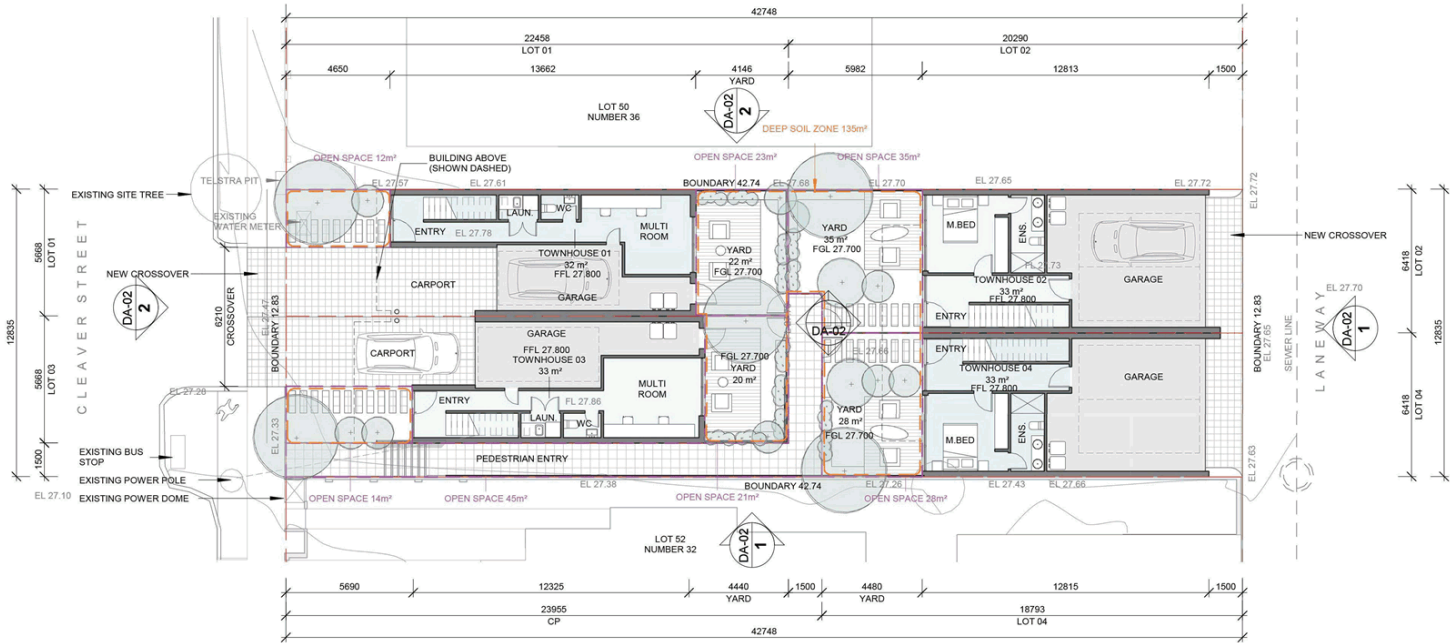 42748
22458
LOT 01
20290
LOT 02
4650
13662
4146
YARD
5982
12813
1500
LOT 50
NUMBER 36
DA-02
2
DEEP SOIL ZONE 135m²
OPEN SPACE 12m²
BUILDING ABOVE
(SHOWN DASHED)
OPEN SPACE 23m²
OPEN SPACE 35m²
TELSTRA PIT
EL 27.57
EL 27.61
BOUNDARY 42.74
EL 27.68
EL 27.70
EL 27.65
EL 27.72
EL 27.72
EXISTING SITE TREE
EXISTING
WATER METER
ENTRY
EL 27.78
LAUN.
WC
MULTI
ROOM
TOWNHOUSE 01
32 m²
FFL 27.800
YARD
22 m²
FGL 27.700
YARD
35 m²
FGL 27.700
M.BED
ENS.
TOWNHOUSE 02
33 m²
FFL 27.800
27.73
GARAGE
NEW CROSSOVER
12835
5668
LOT 01
CLEAVER STREET
NEW CROSSOVER
DA-02
2
6210
CROSSOVER
EL 27.47
BOUNDARY 12.83
CARPORT
GARAGE
ENTRY
DA-02
BOUNDARY 12.83
EL 27.65
SEWER LINE
LANEWAY
EL 27.70
DA-02
1
6418
LOT 02
12835
5668
LOT 03
CARPORT
GARAGE
FFL 27.800
TOWNHOUSE 03
33 m²
FGL 27.700
YARD
20 m²
EL 27.66
ENTRY
TOWNHOUSE 04
33 m²
FFL 27.800
GARAGE
6418
LOT 04
EL 27.28
ENTRY
FL 27.86
MULTI
ROOM
LAUN.
WC
YARD
28 m²
FGL 27.700
M.BED
ENS.
EL 27.33
1500
EXISTING BUS
STOP
PEDESTRIAN ENTRY
EL 27.63
EXISTING POWER POLE
EL 27.10
EXISTING POWER DOME
OPEN SPACE 14m²
OPEN SPACE 45m²
EL 27.38
OPEN SPACE 21m²
BOUNDARY 42.74
EL 27.26
OPEN SPACE 28m²
EL 27.43
EL 27.66
LOT 52
NUMBER 32
DA-02
1
5690
12325
4440
YARD
1500
4480
YARD
12815
1500
23955
CP
18793
LOT 04
42748